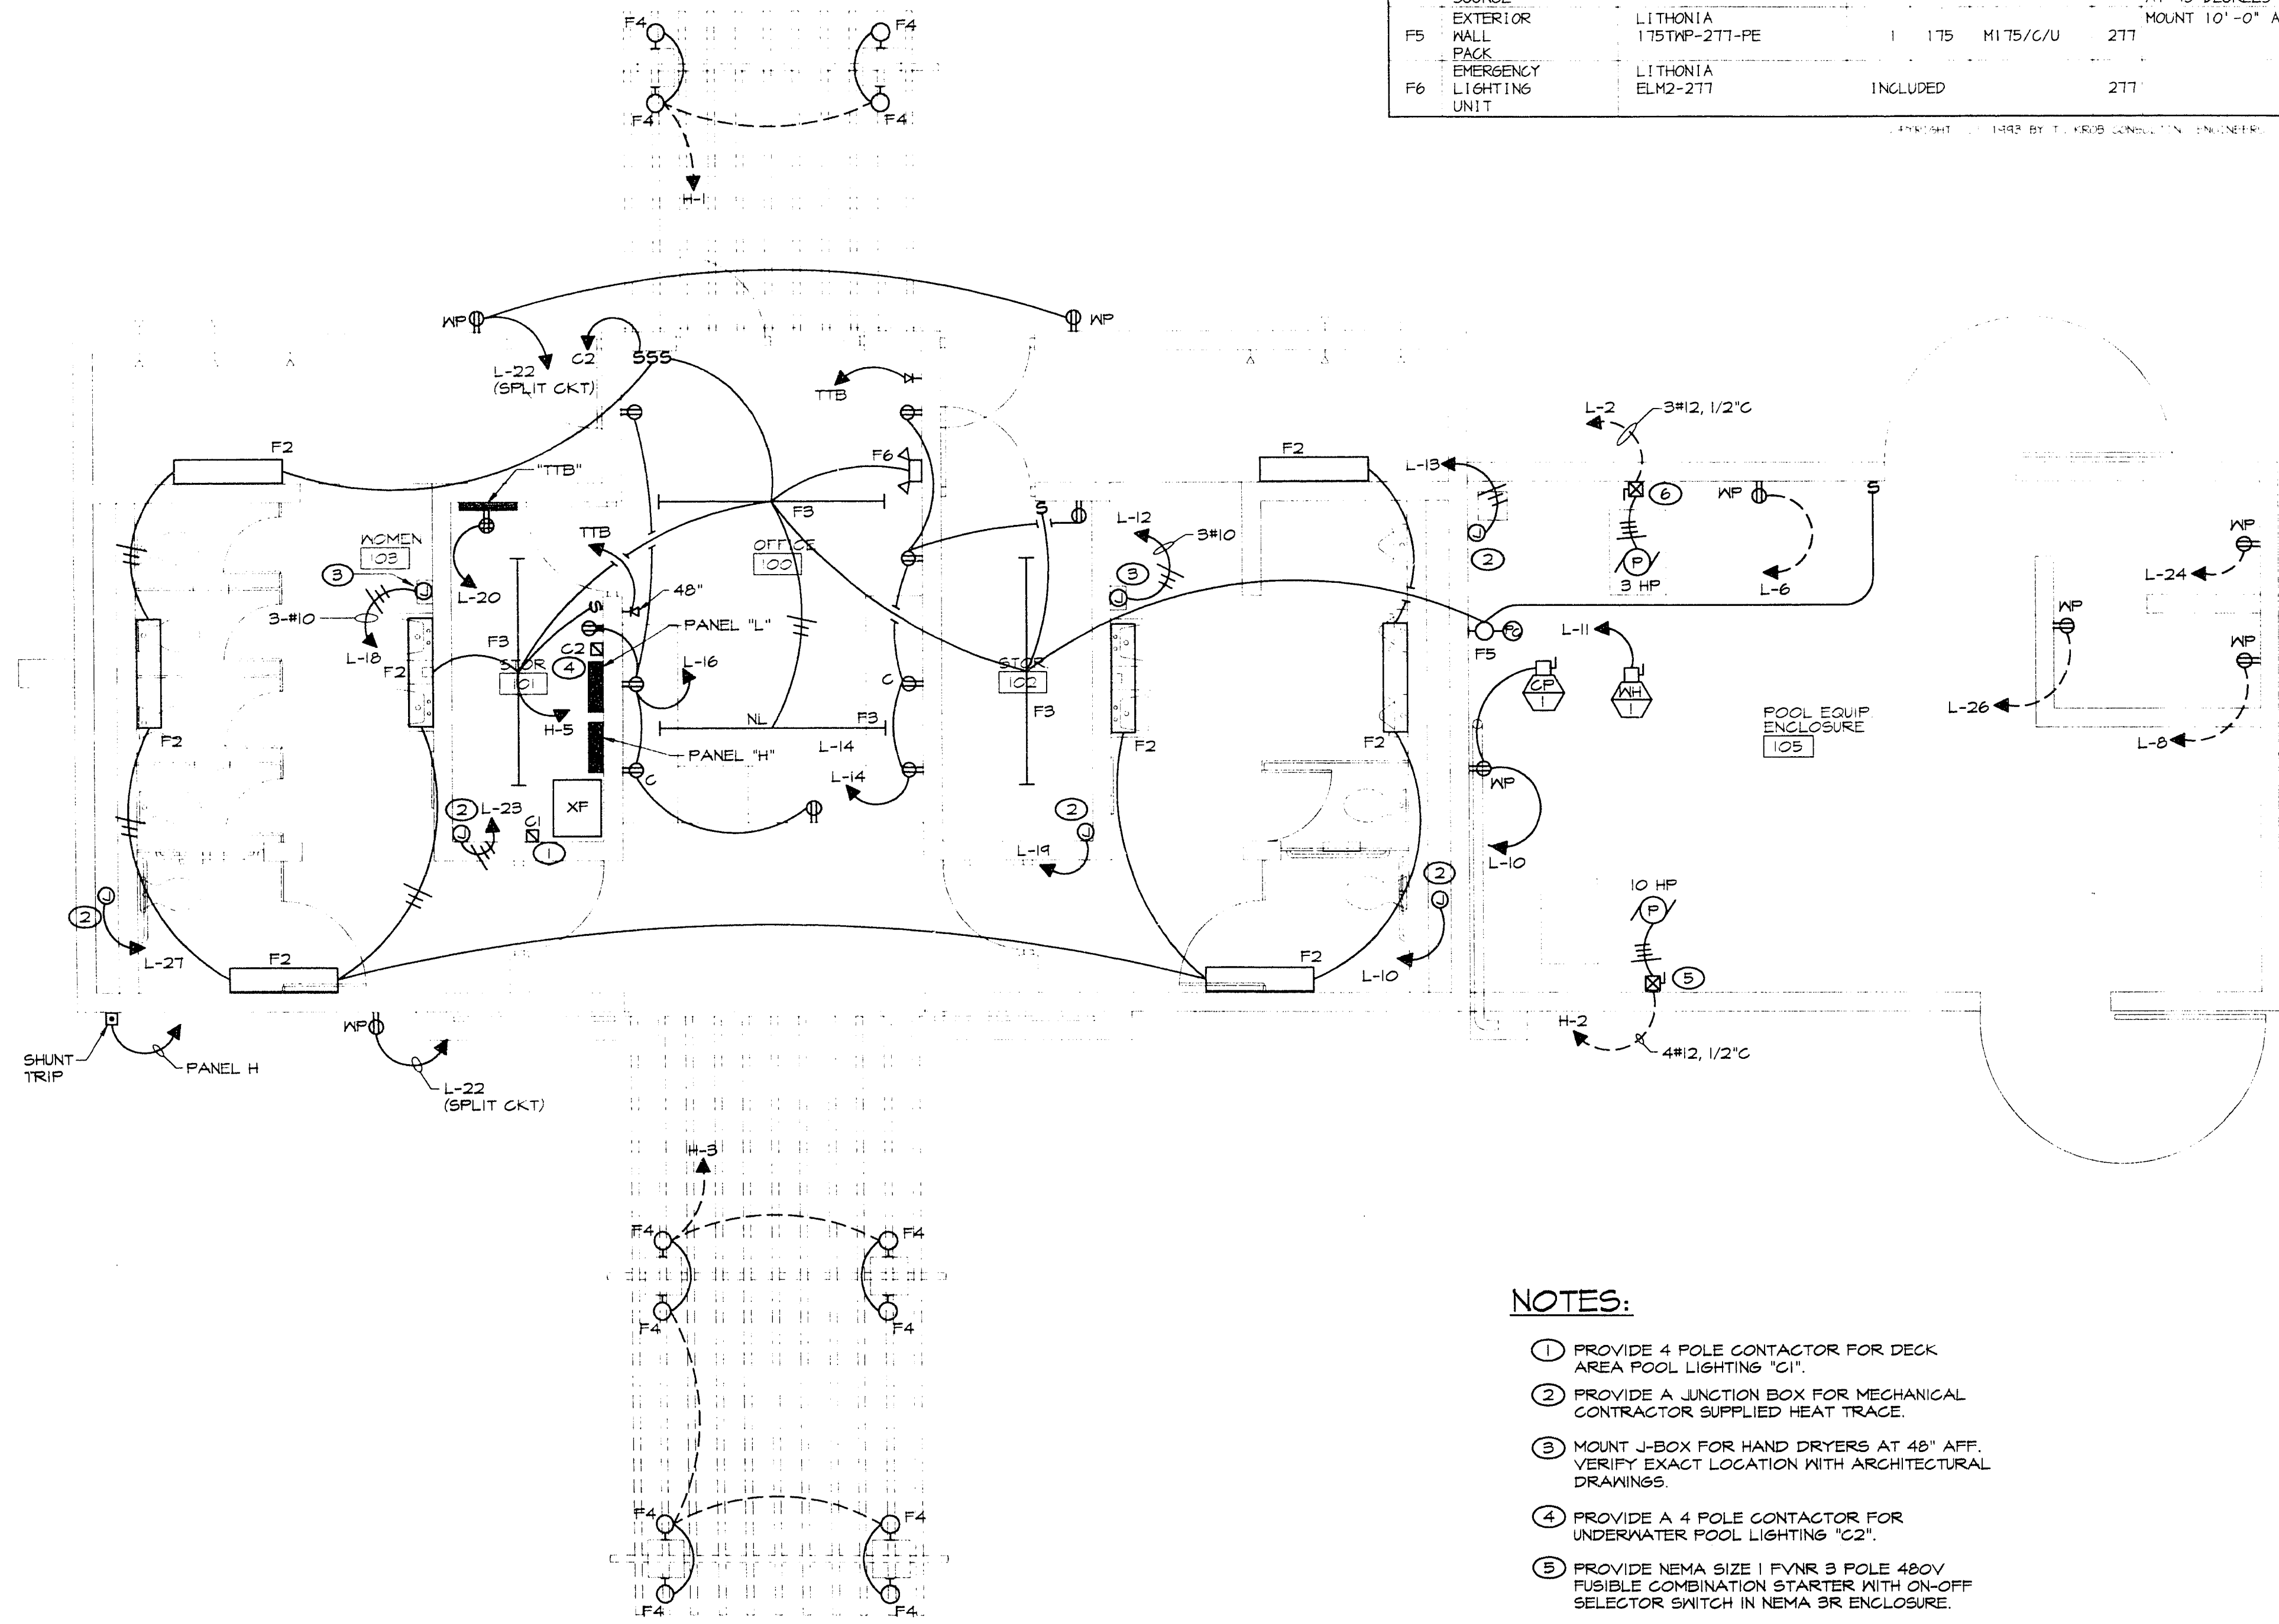 EXTERIOR LITHONIA MOUNT 10'-0" A
F5 WALL 175TWP-277-PE 1 175 M175/C/U 277
PACK
EMERGENCY LITHONIA
F6 LIGHTING ELM2-277 INCLUDED 277
UNIT
1993 BY
F4
F4
F4
F4
H-1
WP
WP
C2
SSS
L-22
(SPLIT CKT)
TTB
L-2
3#12, 1/2"C
F2
"TTB"
F6
F2
L-13
6
WP
S
F3
S
L-12
3#10
2
WP
WOMEN
103
TTB
OFFICE
100
3
J
3
J
P
3 HP
L-6
L-24
3-#10
L-20
48"
J
WP
L-18
F3
S
PANEL "L"
L-11
F5
PC
WP
C2
F2
STOR.
101
4
L-16
STOR.
102
C
CP
1
WH
1
L-26
H-5
NL
F3
F3
POOL EQUIP.
ENCLOSURE
105
F2
L-14
F2
F2
L-8
PANEL "H"
C
L-14
WP
XF
2
L-23
J
C1
1
2
J
L-19
L-10
2
J
10 HP
P
J
2
L-27
F2
F2
L-10
5
WP
H-2
4#12, 1/2"C
SHUNT
TRIP
PANEL H
L-22
(SPLIT CKT)
H-3
F4
F4
F4
F4
F4
F4
F4
F4
NOTES:
1 PROVIDE 4 POLE CONTACTOR FOR DECK
AREA POOL LIGHTING "C1".
2 PROVIDE A JUNCTION BOX FOR MECHANICAL
CONTRACTOR SUPPLIED HEAT TRACE.
3 MOUNT J-BOX FOR HAND DRYERS AT 48" AFF.
VERIFY EXACT LOCATION WITH ARCHITECTURAL
DRAWINGS.
4 PROVIDE A 4 POLE CONTACTOR FOR
UNDERWATER POOL LIGHTING "C2".
5 PROVIDE NEMA SIZE 1 FVNR 3 POLE 480V
FUSIBLE COMBINATION STARTER WITH ON-OFF
SELECTOR SWITCH IN NEMA 3R ENCLOSURE.